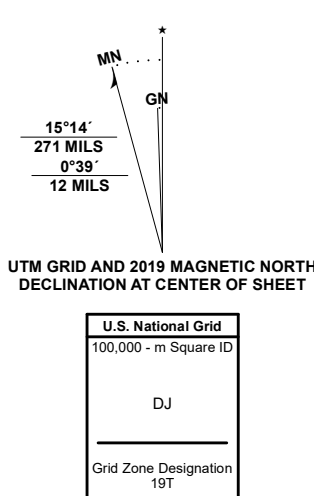 ★
MN
GN
15°14´
271 MILS
0°39´
12 MILS
UTM GRID AND 2019 MAGNETIC NORTH
DECLINATION AT CENTER OF SHEET
U.S. National Grid
100,000 - m Square ID
DJ
Grid Zone Designation
19T